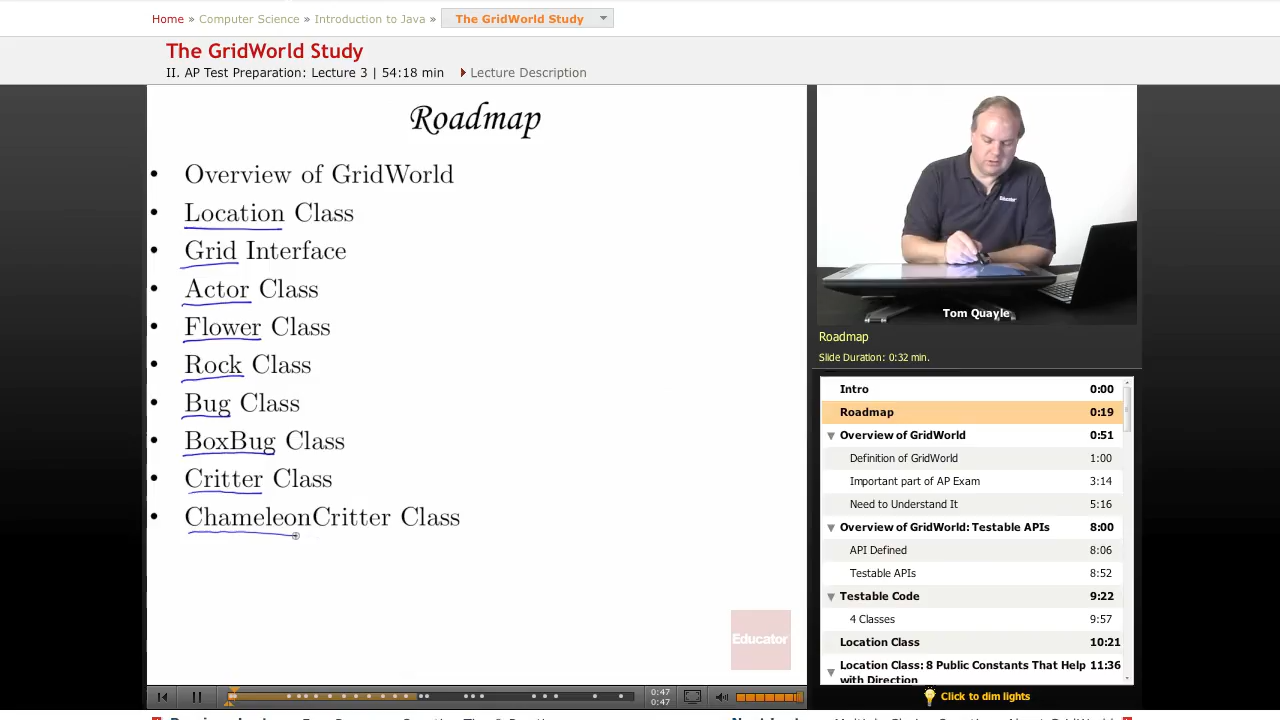 Home » Computer Science » Introduction to Java » The GridWorld Study
The GridWorld Study
II. AP Test Preparation: Lecture 3 | 54:18 min Lecture Description
Roadmap
• Overview of GridWorld
• Location Class
• Grid Interface
• Actor Class
• Flower Class
• Rock Class
• Bug Class
• BoxBug Class
• Critter Class
• ChameleonCritter Class
Educator
Educator
Tom Quayle
Roadmap
Slide Duration: 0:32 min.
Intro 0:00
Roadmap 0:19
Overview of GridWorld 0:51
Definition of GridWorld 1:00
Important part of AP Exam 3:14
Need to Understand It 5:16
Overview of GridWorld: Testable APIs 8:00
API Defined 8:06
Testable APIs 8:52
Testable Code 9:22
4 Classes 9:57
Location Class 10:21
Location Class: 8 Public Constants That Help 11:36
with Direction
0:47
0:47
Click to dim lights